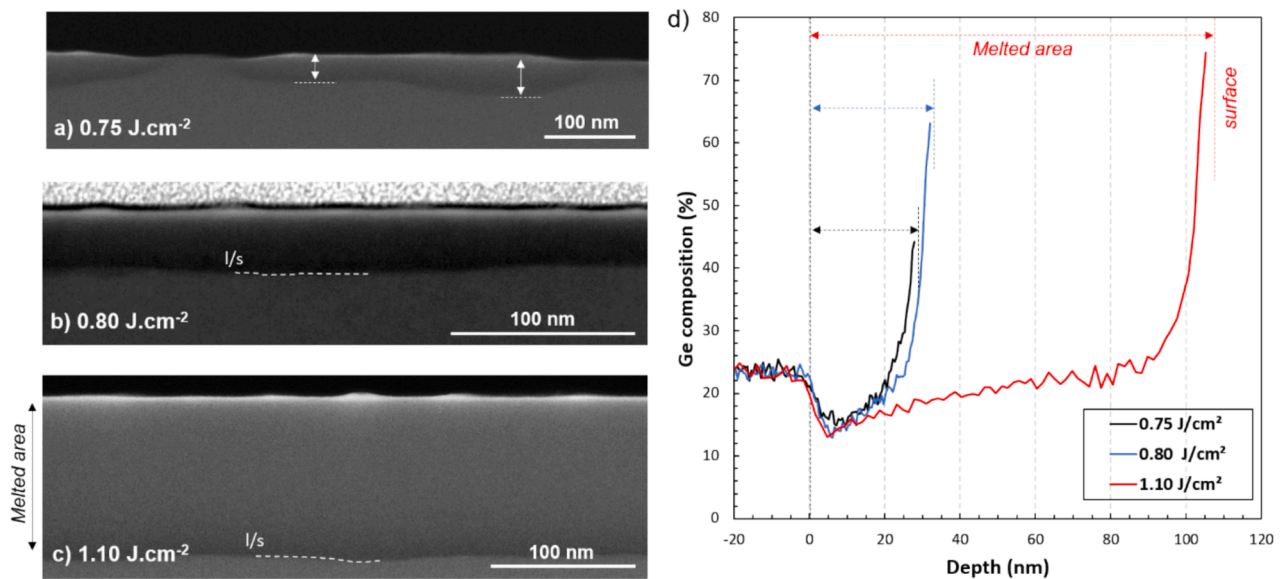 100 nm
a) 0.75 J.cm-2
l/s
100 nm
b) 0.80 J.cm-2
Melted area
l/s
100 nm
c) 1.10 J.cm-2
d)
80
70
60
50
40
30
20
10
0
Ge composition (%)
Melted area
surface
0.75 J/cm²
0.80 J/cm²
1.10 J/cm²
-20 0 20 40 60 80 100 120
Depth (nm)